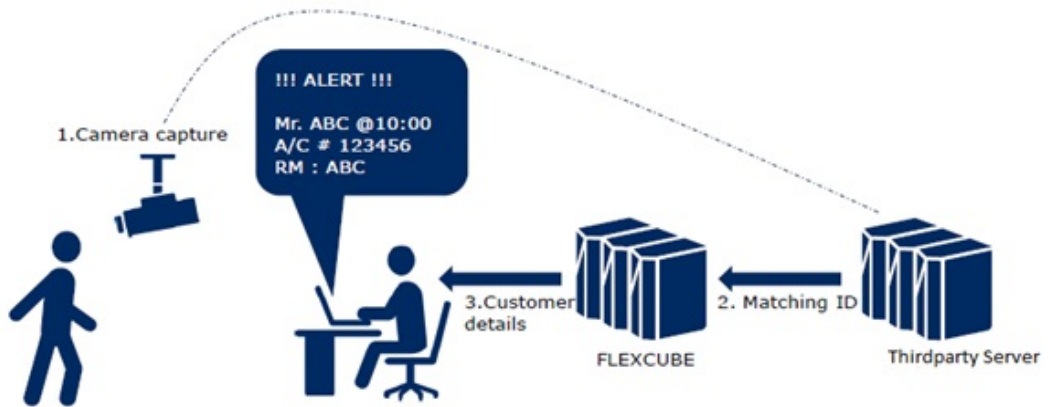 !!! ALERT !!!
Mr. ABC @10:00
A/C # 123456
RM : ABC
1.Camera capture
3.Customer
details
2. Matching ID
FLEXCUBE
Thirdparty Server